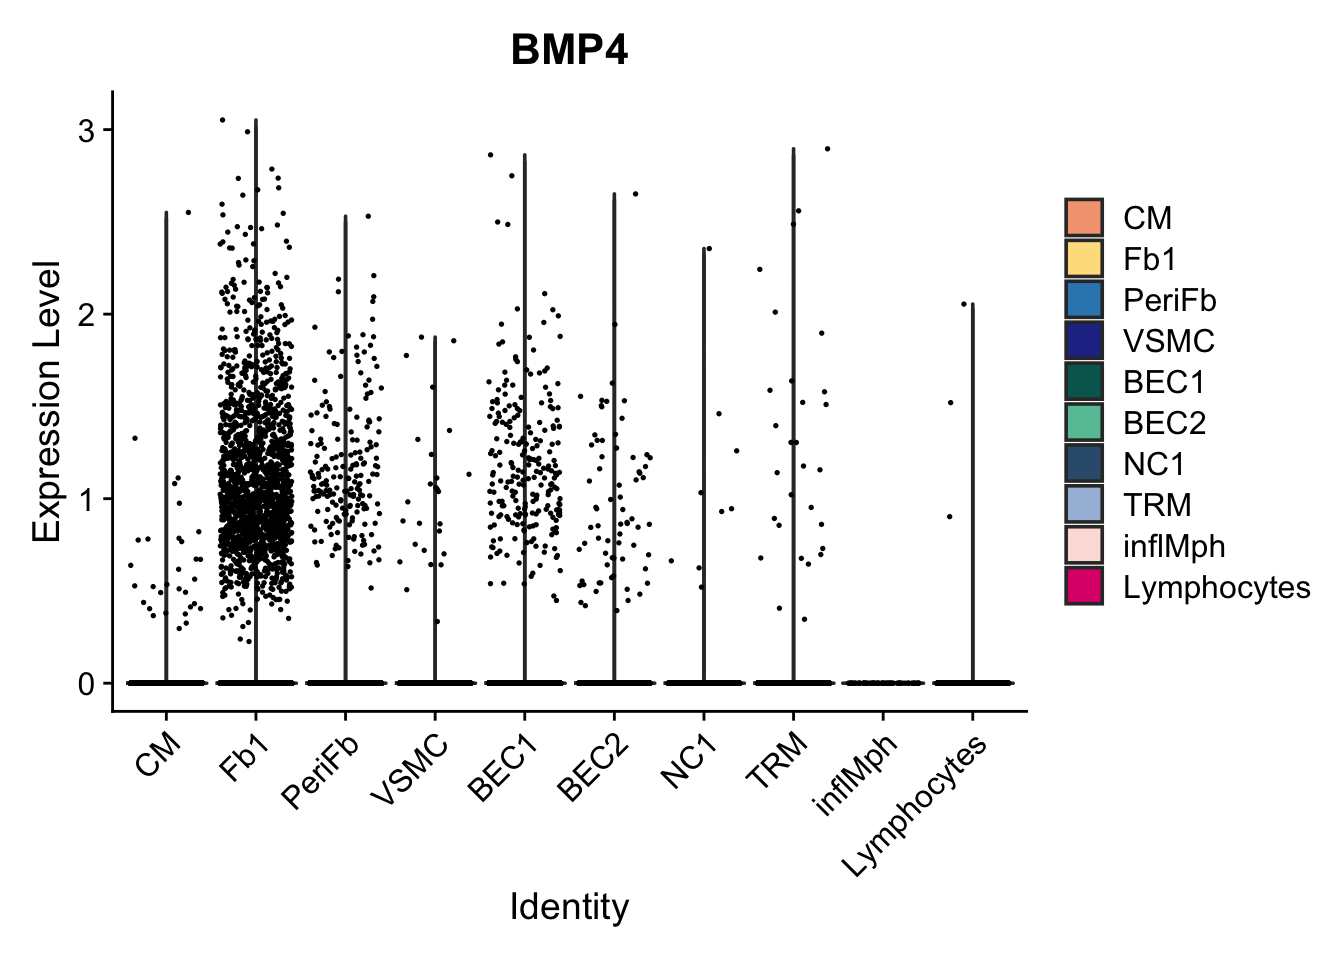 BMP4
3
2
1
0
Expression Level
CM
Fb1
PeriFb
VSMC
BEC1
BEC2
NC1
TRM
inflMph
Lymphocytes
Identity
CM
Fb1
PeriFb
VSMC
BEC1
BEC2
NC1
TRM
inflMph
Lymphocytes